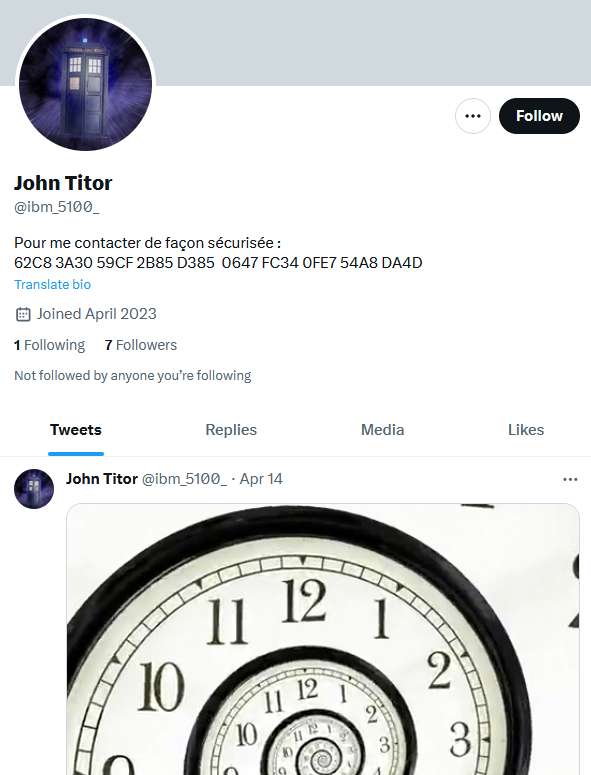 Follow
John Titor
@ibm_5100_
Pour me contacter de façon sécurisée :
62C8 3A30 59CF 2B85 D385  0647 FC34 0FE7 54A8 DA4D
Translate bio
Joined April 2023
1 Following 7 Followers
Not followed by anyone you’re following
Tweets Replies Media Likes
John Titor @ibm_5100_ · Apr 14
12
11 1
10 2
3
12
11 1
10 2
3